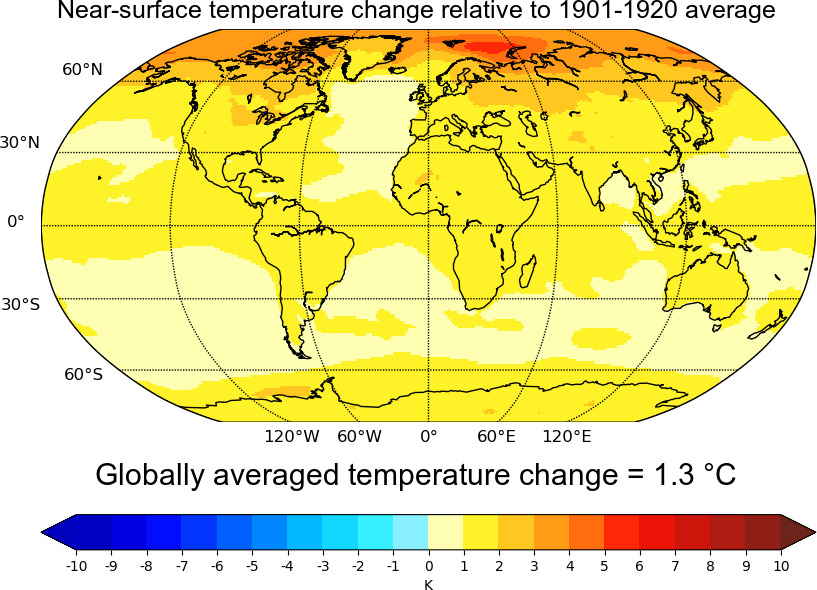 Near-surface temperature change relative to 1901-1920 average
60°N
30°N
0°
30°S
60°S
120°W 60°W 0° 60°E 120°E
Globally averaged temperature change = 1.3 °C
-10 -9 -8 -7 -6 -5 -4 -3 -2 -1 0 1 2 3 4 5 6 7 8 9 10
K